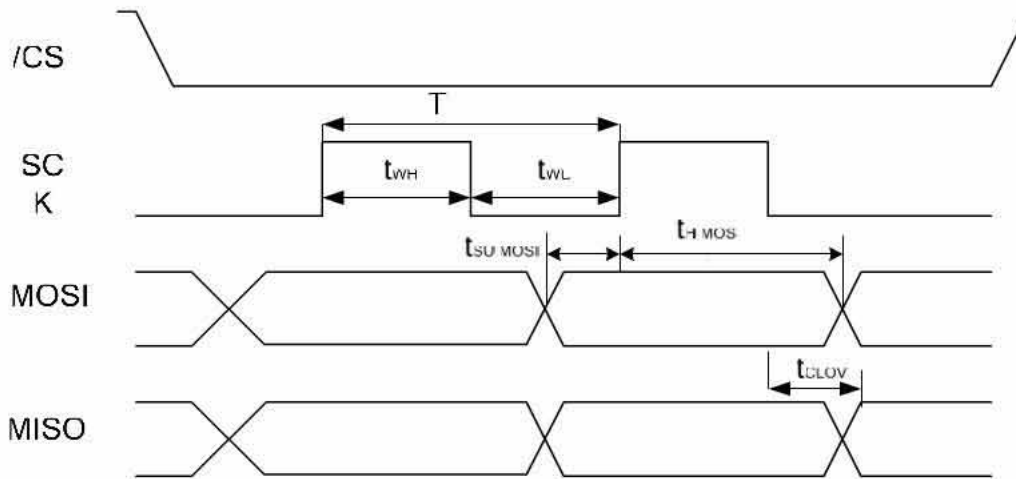 /CS
T
SC
K
tWH
tWL
tSU MOSI
tH MOS
MOSI
tCLOV
MISO